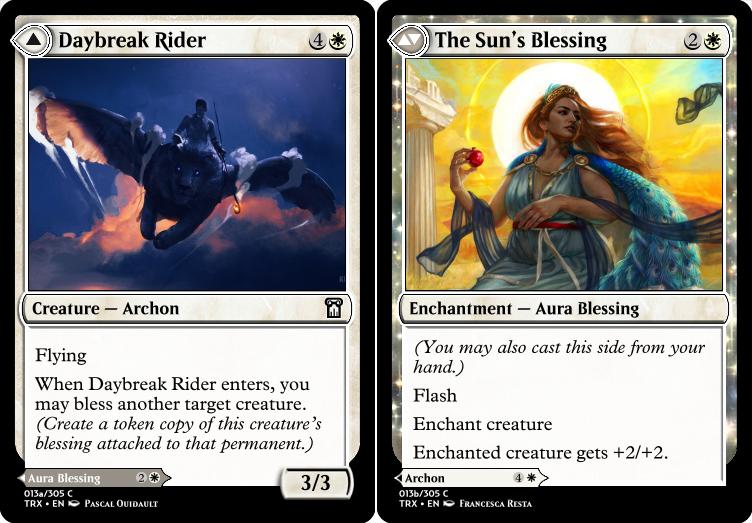 Daybreak Rider
4
Creature — Archon
Flying
When Daybreak Rider enters, you
may bless another target creature.
(Create a token copy of this creature's
blessing attached to that permanent.)
Aura Blessing
2
3/3
013a/305 C
TRX • EN Pascal Quidault
The Sun's Blessing
2
Enchantment — Aura Blessing
(You may also cast this side from your
hand.)
Flash
Enchant creature
Enchanted creature gets +2/+2.
Archon
4
013b/305 C
TRX • EN Francesca Resta